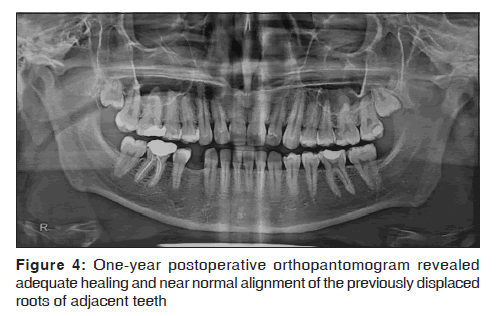 R
Figure 4: One-year postoperative orthopantomogram revealed
adequate healing and near normal alignment of the previously displaced
roots of adjacent teeth